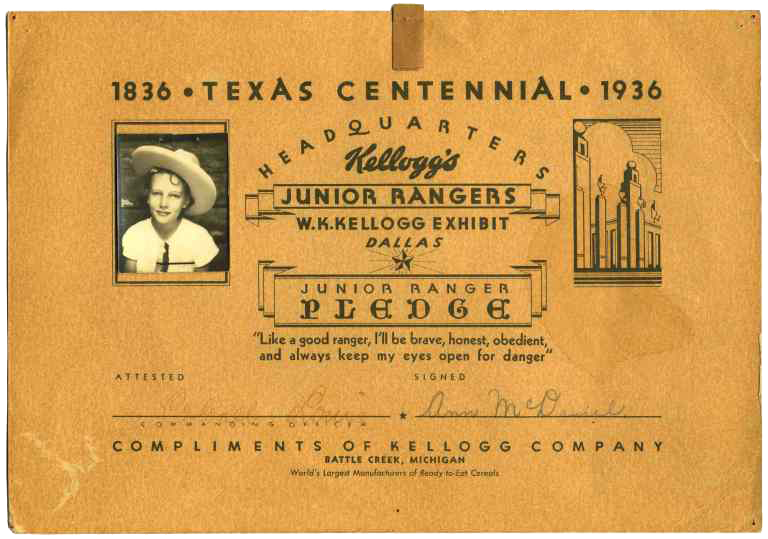 1836 • TEXAS CENTENNIAL • 1936
HEADQUARTERS
Kellogg's
JUNIOR RANGERS
W.K.KELLOGG EXHIBIT
DALLAS
JUNIOR RANGER
PLEDGE
"Like a good ranger, I'll be brave, honest, obedient,
and always keep my eyes open for danger"
ATTESTED
SIGNED
Ann McDaniel
COMMANDING OFFICER
COMPLIMENTS OF KELLOGG COMPANY
BATTLE CREEK, MICHIGAN
World's Largest Manufacturers of Ready-to-Eat Cereals